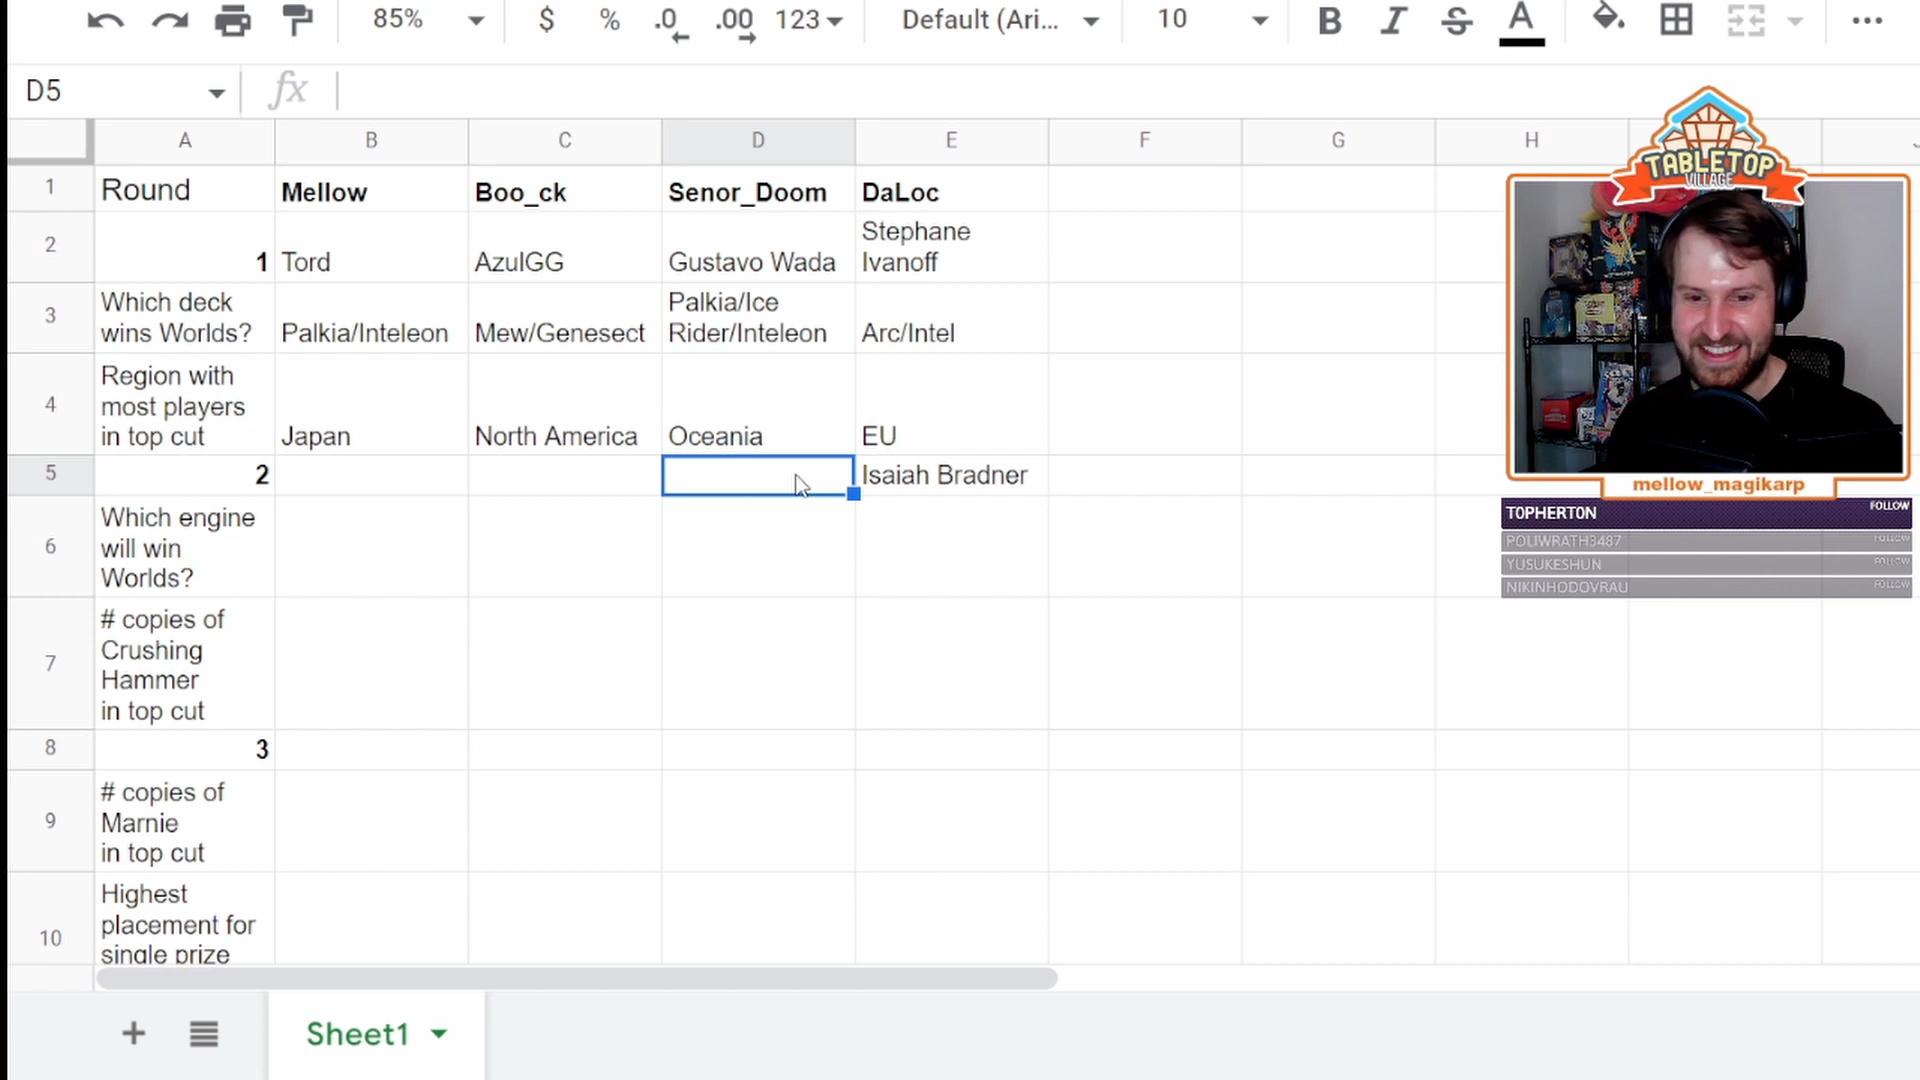 85%
$ % .0 .00 123
Default (Ari...
10
B I S A
D5
fx
A B C D E F G H
1 Round Mellow Boo_ck Senor_Doom DaLoc
2
1 Tord AzulGG Gustavo Wada
Stephane
Ivanoff
3
Which deck
wins Worlds?
Palkia/Inteleon
Mew/Genesect
Palkia/Ice
Rider/Inteleon
Arc/Intel
4
Region with
most players
in top cut
Japan
North America
Oceania
EU
5
2
Isaiah Bradner
6
Which engine
will win
Worlds?
7
# copies of
Crushing
Hammer
in top cut
8
3
9
# copies of
Marnie
in top cut
10
Highest
placement for
single prize
Sheet1
TABLETOP
VILLAGE
mellow_magikarp
T0PHERT0N FOLLOW
POLIWRATH3487 FOLLOW
YUSUKESHUN FOLLOW
NIKINHODOVRAU FOLLOW